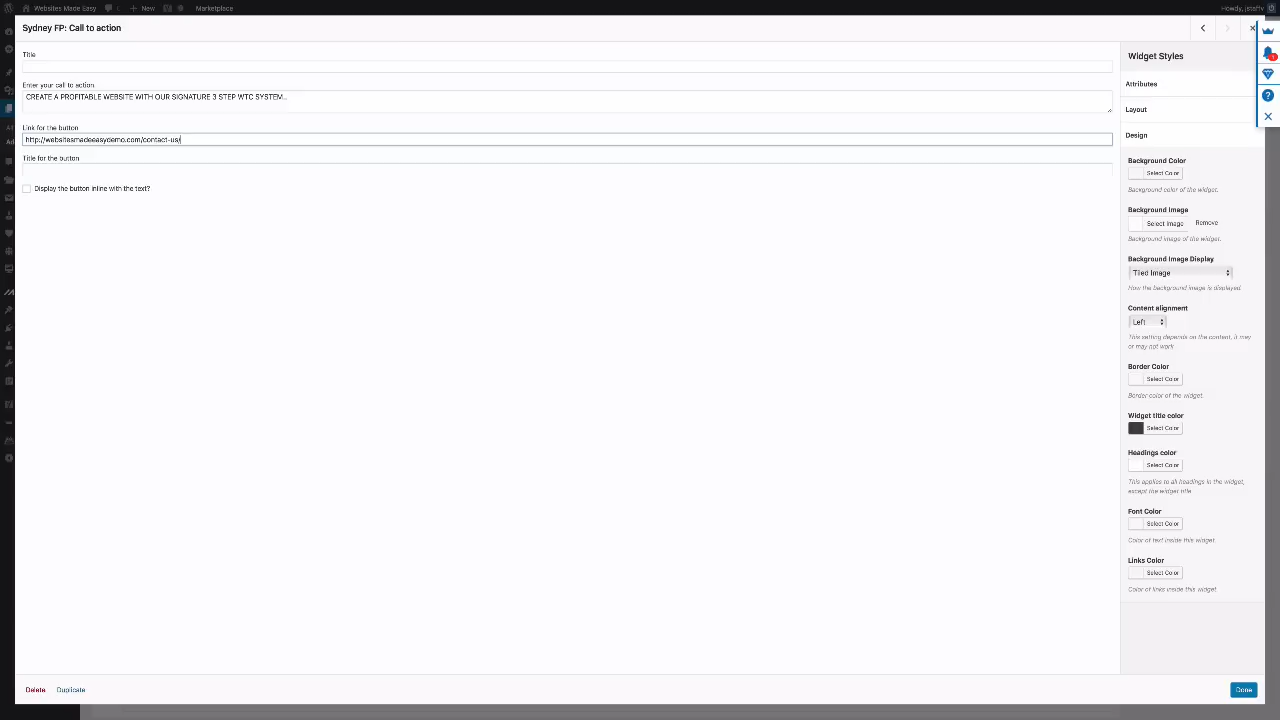 Websites Made Easy
New
Marketplace
Howdy, jstaffv
Sydney FP: Call to action
Title
Enter your call to action
CREATE A PROFITABLE WEBSITE WITH OUR SIGNATURE 3 STEP WTC SYSTEM...
Link for the button
http://websitesmadeeasydemo.com/contact-us/
Title for the button
Display the button inline with the text?
Widget Styles
Attributes
Layout
Design
Background Color
Select Color
Background color of the widget.
Background Image
Select Image Remove
Background image of the widget.
Background Image Display
Tiled Image
How the background image is displayed.
Content alignment
Left
This setting depends on the content, it may
or may not work
Border Color
Select Color
Border color of the widget
Widget title color
Select Color
Headings color
Select Color
This applies to all headings in the widget,
except the widget title
Font Color
Select Color
Color of text inside this widget.
Links Color
Select Color
Color of links inside this widget.
Delete Duplicate
Done